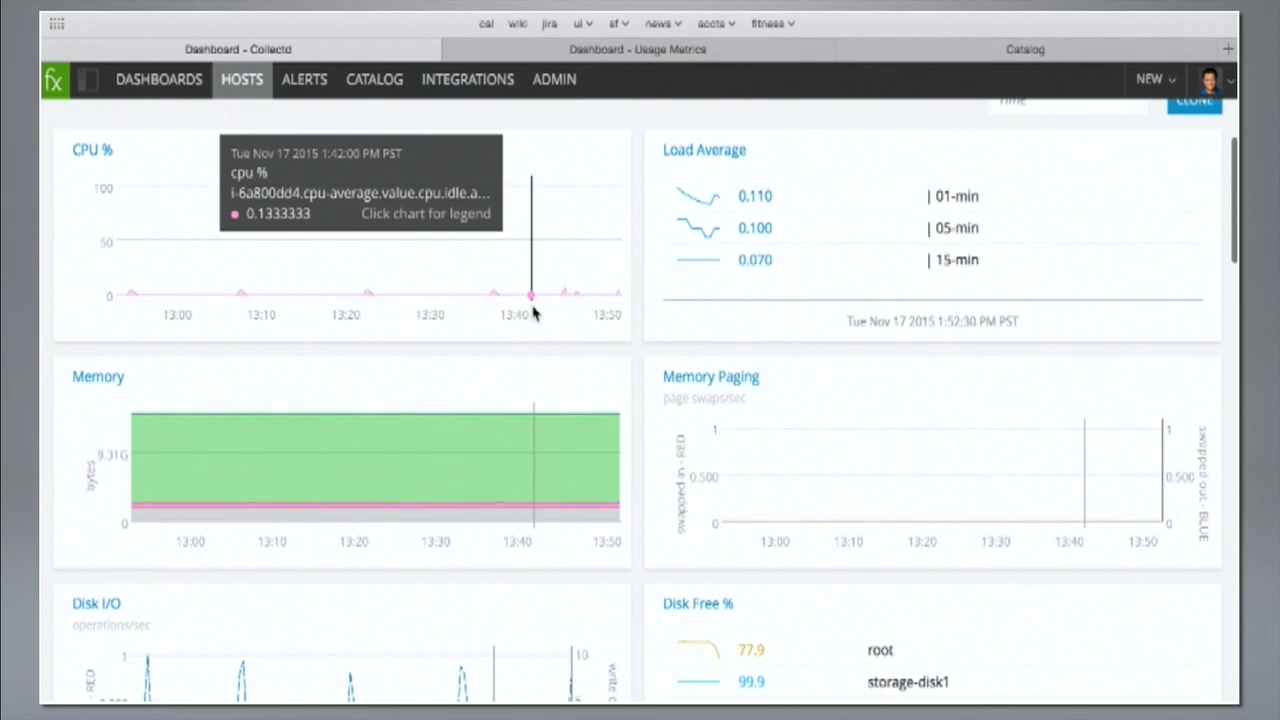 cal wiki jira ui sf news accts fitness
Dashboard - Collectd
Dashboard - Usage Metrics
Catalog
+
fx DASHBOARDS HOSTS ALERTS CATALOG INTEGRATIONS ADMIN NEW
Time
CLONE
CPU %
Tue Nov 17 2015 1:42:00 PM PST
cpu %
i-6a800dd4.cpu-average.value.cpu.idle.a...
0.1333333 Click chart for legend
100
50
0
13:00 13:10 13:20 13:30 13:40 13:50
Load Average
0.110 | 01-min
0.100 | 05-min
0.070 | 15-min
Tue Nov 17 2015 1:52:30 PM PST
Memory
bytes
9.31G
0
13:00 13:10 13:20 13:30 13:40 13:50
Memory Paging
page swaps/sec
swapped in - RED
1
0.500
0
1
0.500
0
swapped out - BLUE
13:00 13:10 13:20 13:30 13:40 13:50
Disk I/O
operations/sec
- RED
1
10
Disk Free %
77.9 root
99.9 storage-disk1